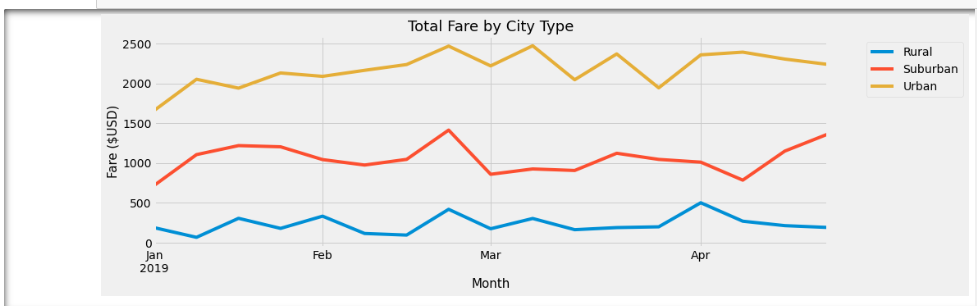 Total Fare by City Type
2500
2000
1500
1000
500
0
Fare ($USD)
Jan
2019
Feb
Mar
Apr
Month
Rural
Suburban
Urban